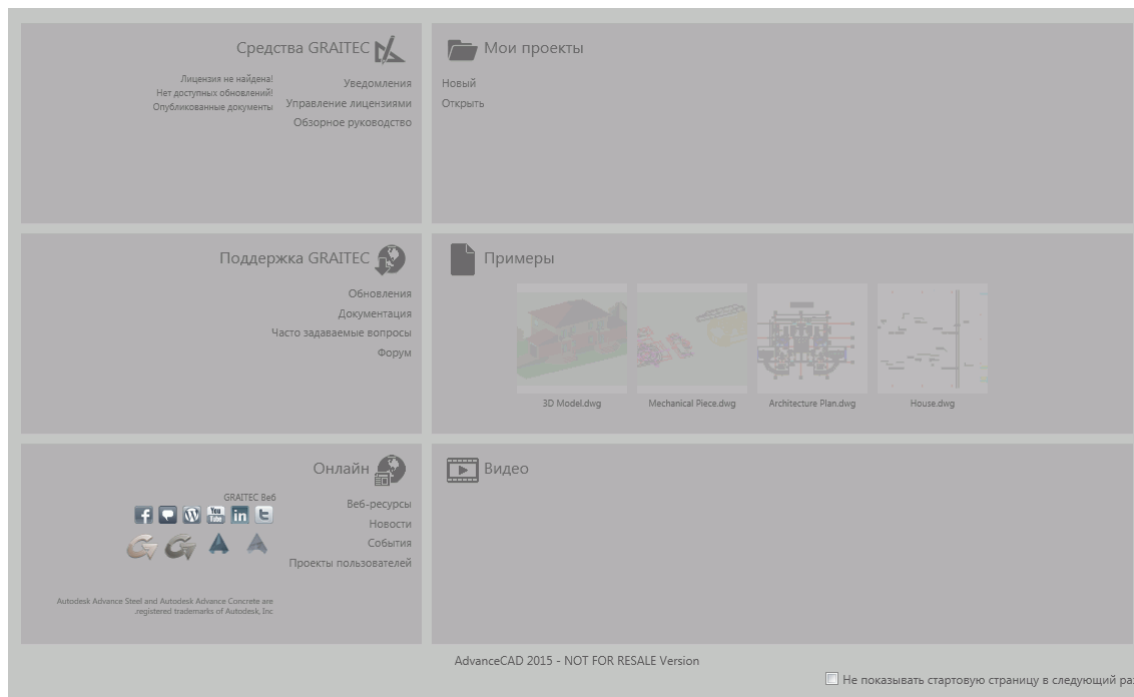 Средства GRAITEC
Лицензия не найдена!
Нет доступных обновлений!
Опубликованные документы
Уведомления
Управление лицензиями
Обзорное руководство
Мои проекты
Новый
Открыть
Поддержка GRAITEC
Обновления
Документация
Часто задаваемые вопросы
Форум
Примеры
3D Model.dwg
Mechanical Piece.dwg
Architecture Plan.dwg
House.dwg
Онлайн
GRAITEC Веб
You Tube
Веб-ресурсы
Новости
События
Проекты пользователей
Autodesk Advance Steel and Autodesk Advance Concrete are
.registered trademarks of Autodesk, Inc
Видео
AdvanceCAD 2015 - NOT FOR RESALE Version
Не показывать стартовую страницу в следующий ра